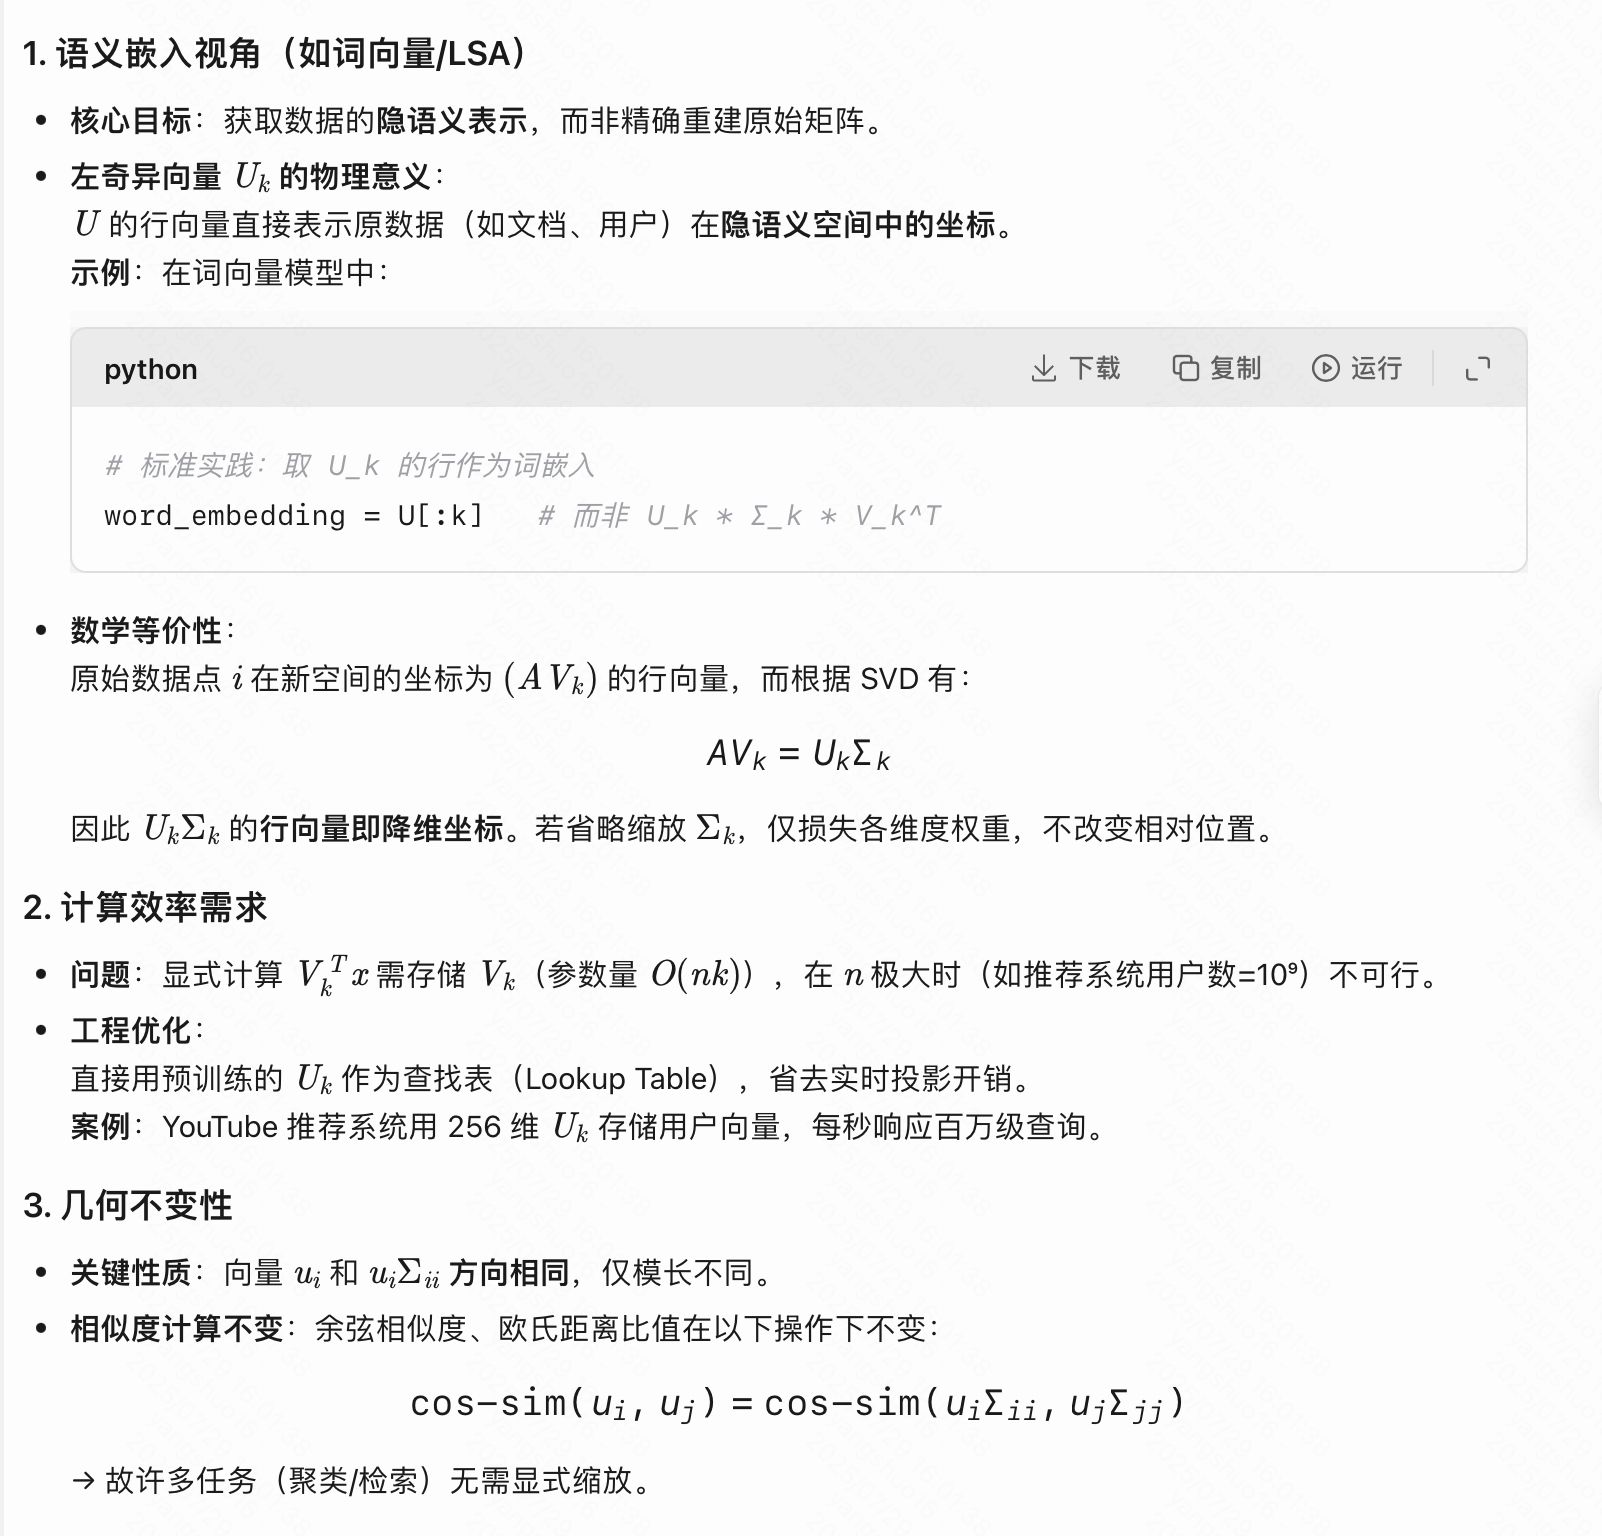 1. 语义嵌入视角（如词向量/LSA）
• 核心目标：获取数据的隐语义表示，而非精确重建原始矩阵。
• 左奇异向量 U_k 的物理意义：
U 的行向量直接表示原数据（如文档、用户）在隐语义空间中的坐标。
示例：在词向量模型中：
python 下载 复制 运行
# 标准实践：取 U_k 的行作为词嵌入
word_embedding = U[:k]   # 而非 U_k * Σ_k * V_k^T
• 数学等价性：
原始数据点 i 在新空间的坐标为 (AV_k) 的行向量，而根据 SVD 有：
AV_k = U_kΣ_k
因此 U_kΣ_k 的行向量即降维坐标。若省略缩放 Σ_k，仅损失各维度权重，不改变相对位置。
2. 计算效率需求
• 问题：显式计算 V_k^T x 需存储 V_k（参数量 O(nk)），在 n 极大时（如推荐系统用户数=10⁹）不可行。
• 工程优化：
直接用预训练的 U_k 作为查找表（Lookup Table），省去实时投影开销。
案例：YouTube 推荐系统用 256 维 U_k 存储用户向量，每秒响应百万级查询。
3. 几何不变性
• 关键性质：向量 u_i 和 u_iΣ_ii 方向相同，仅模长不同。
• 相似度计算不变：余弦相似度、欧氏距离比值在以下操作下不变：
cos−sim(u_i, u_j) = cos−sim(u_iΣ_ii, u_jΣ_jj)
→ 故许多任务（聚类/检索）无需显式缩放。